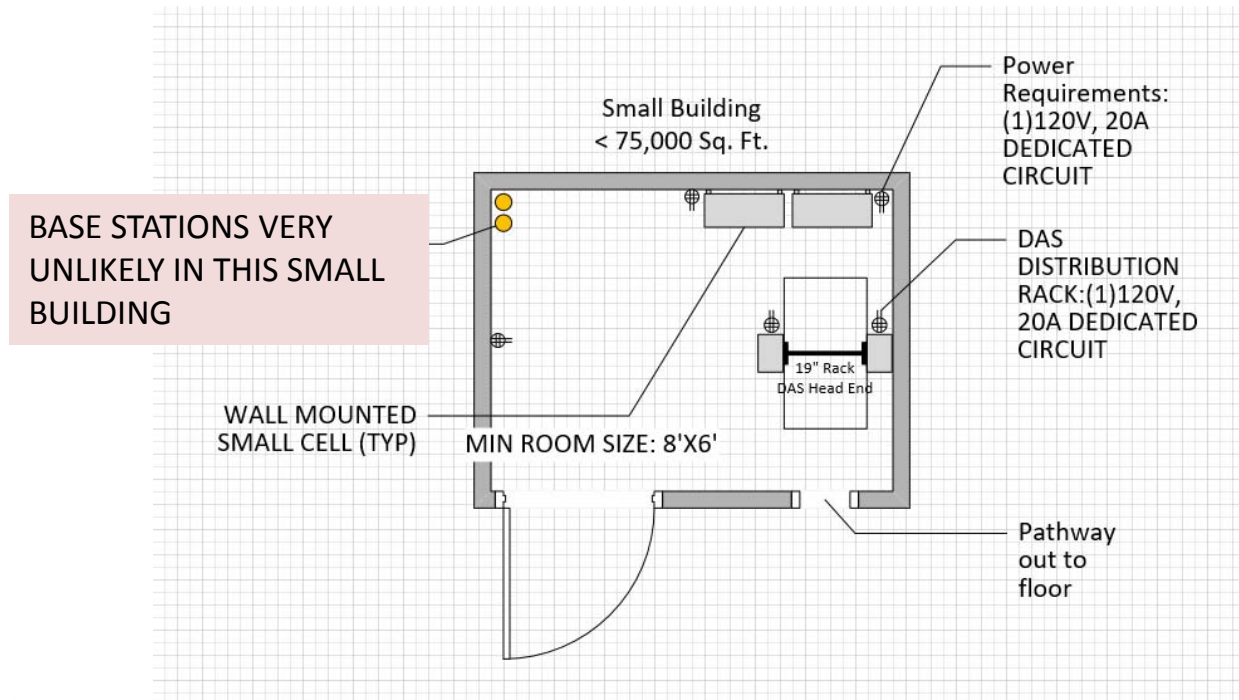 Small Building
< 75,000 Sq. Ft.
Power
Requirements:
(1)120V, 20A
DEDICATED
CIRCUIT
BASE STATIONS VERY
UNLIKELY IN THIS SMALL
BUILDING
DAS
DISTRIBUTION
RACK:(1)120V,
20A DEDICATED
CIRCUIT
19" Rack
DAS Head End
WALL MOUNTED
SMALL CELL (TYP)
MIN ROOM SIZE: 8'X6'
Pathway
out to
floor